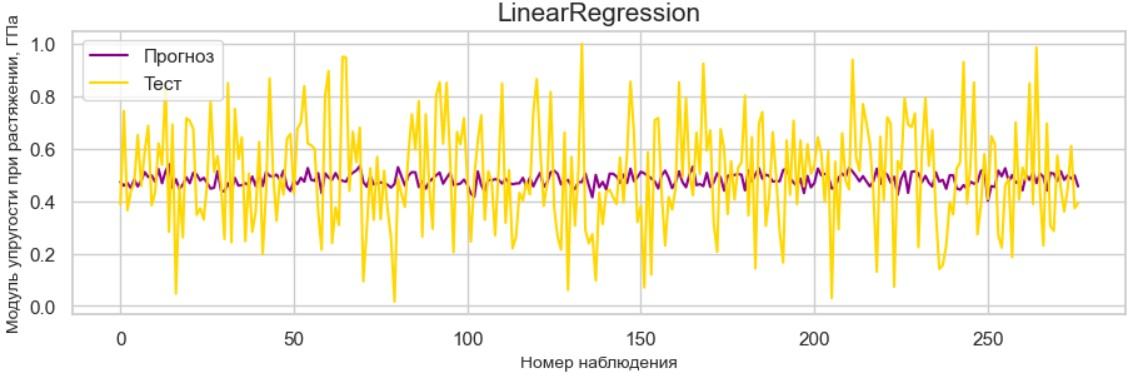 LinearRegression
Модуль упругости при растяжении, ГПа
1.0
0.8
0.6
0.4
0.2
0.0
Прогноз
Тест
0
50
100
150
200
250
Номер наблюдения